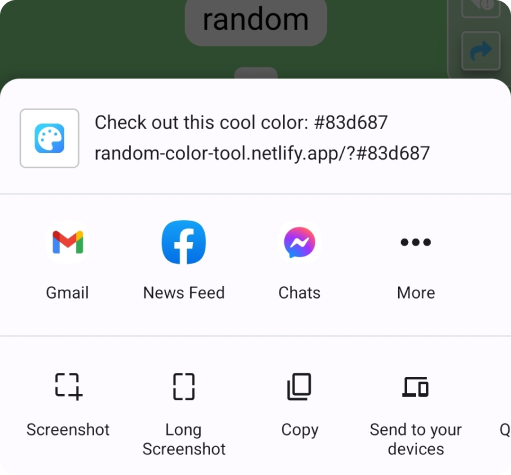 random
Check out this cool color: #83d687
random-color-tool.netlify.app/?#83d687
Gmail
News Feed
Chats
More
Screenshot
Long
Screenshot
Copy
Send to your
devices
Q